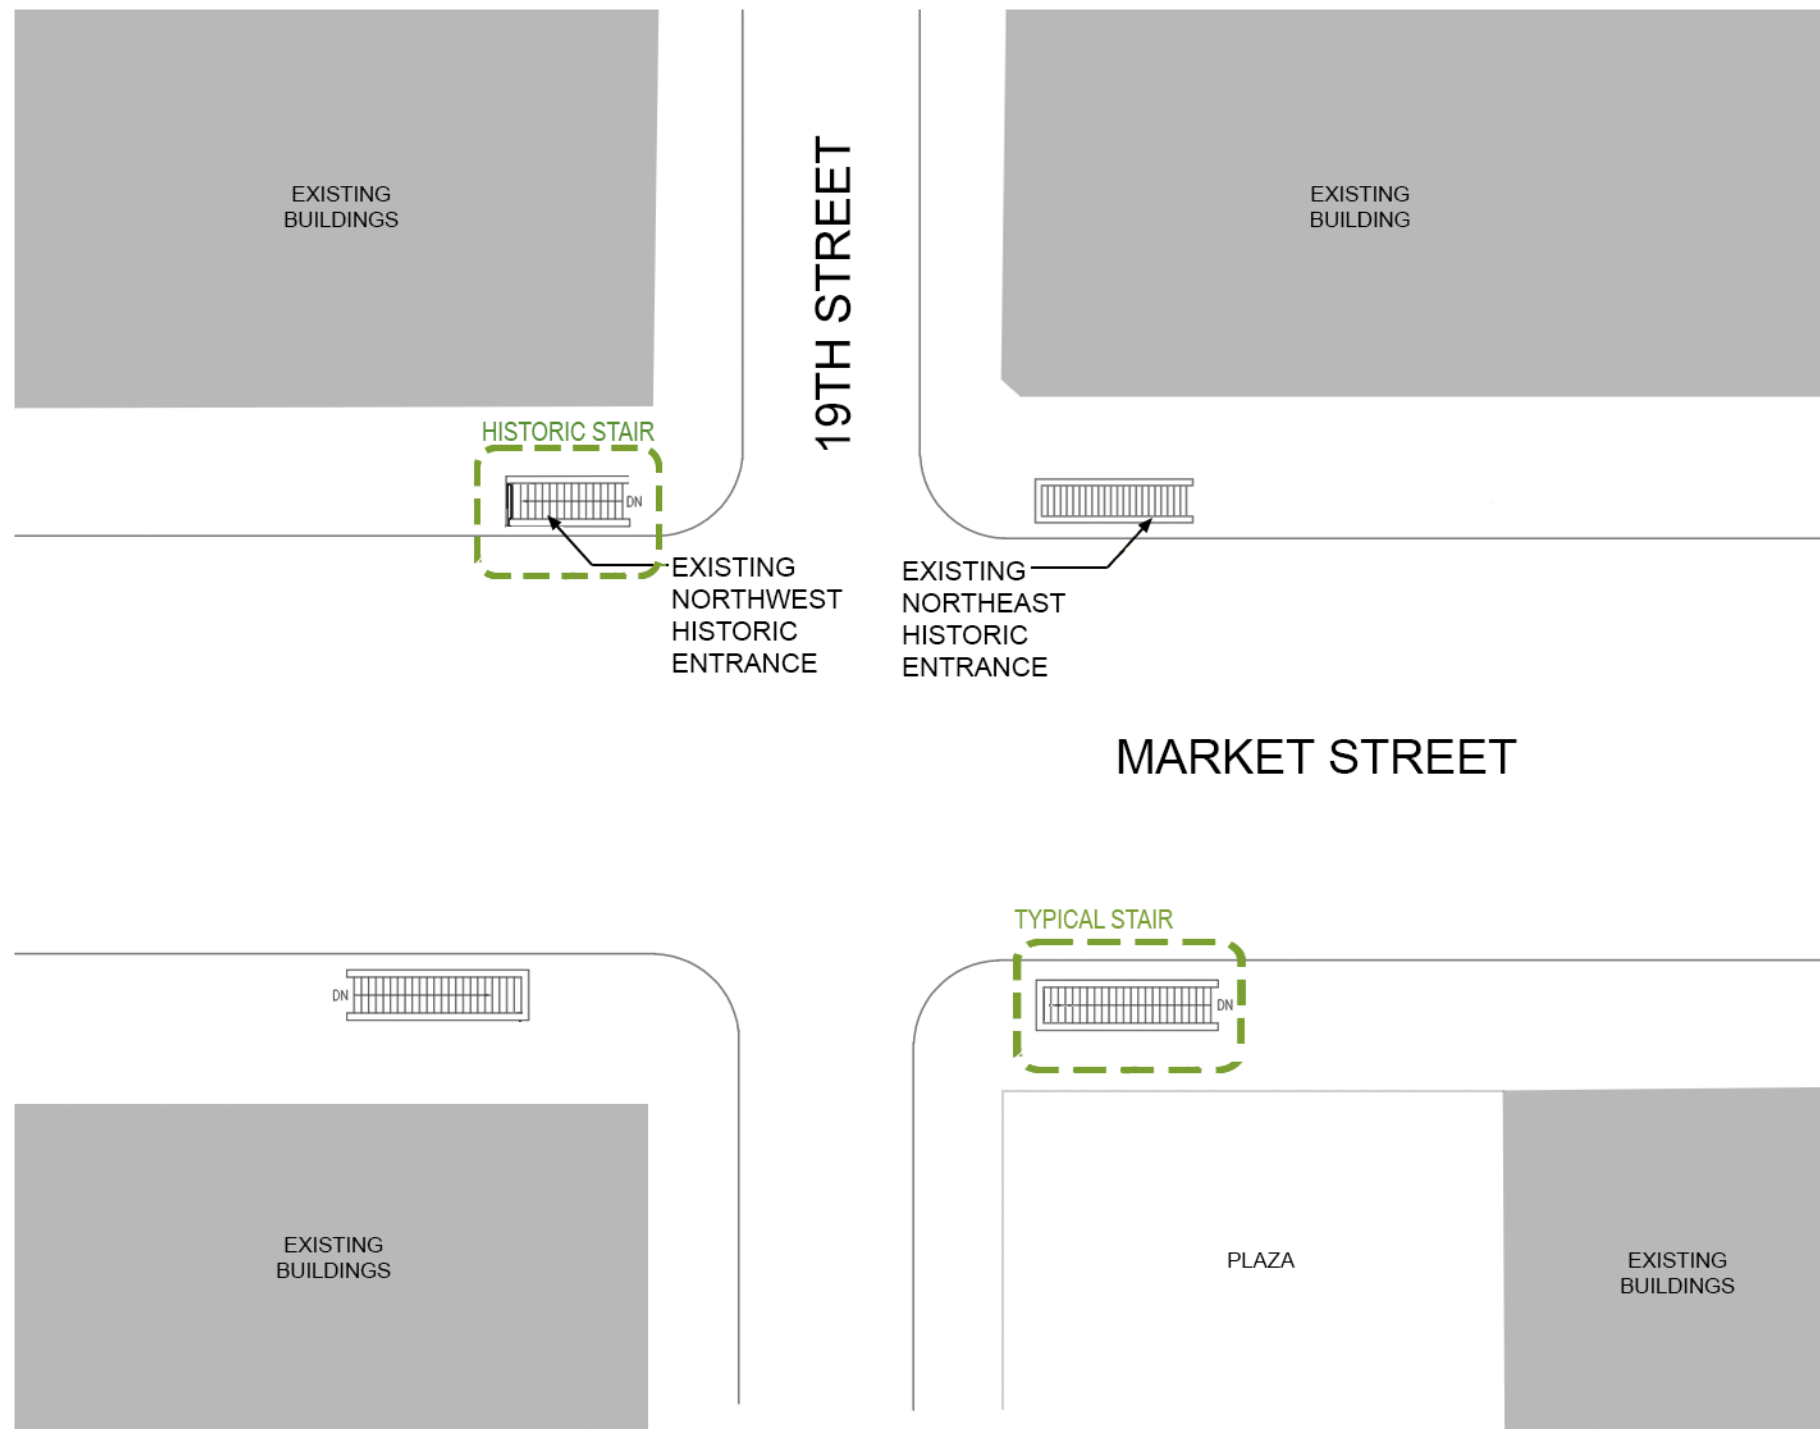 EXISTING
BUILDINGS
EXISTING
BUILDING
19TH STREET
HISTORIC STAIR
DN
EXISTING
NORTHWEST
HISTORIC
ENTRANCE
EXISTING
NORTHEAST
HISTORIC
ENTRANCE
MARKET STREET
TYPICAL STAIR
DN
DN
EXISTING
BUILDINGS
PLAZA
EXISTING
BUILDINGS